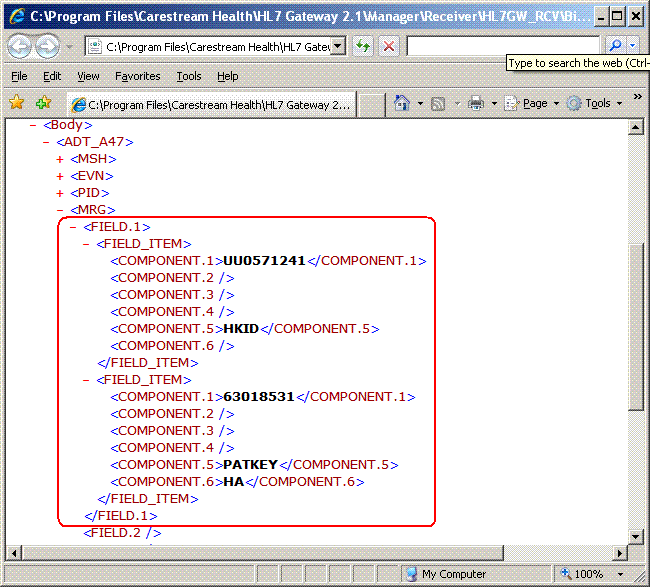 C:\Program Files\Carestream Health\HL7 Gateway 2.1\Manager\Receiver\HL7GW_RCV\Bi...
C:\Program Files\Carestream Health\HL7 Gatew
Type to search the web (Ctrl-
File Edit View Favorites Tools Help
C:\Program Files\Carestream Health\HL7 Gateway 2... Page Tools »
- <Body>
- <ADT_A47>
+ <MSH>
+ <EVN>
+ <PID>
- <MRG>
- <FIELD.1>
- <FIELD_ITEM>
<COMPONENT.1>UU0571241</COMPONENT.1>
<COMPONENT.2 />
<COMPONENT.3 />
<COMPONENT.4 />
<COMPONENT.5>HKID</COMPONENT.5>
<COMPONENT.6 />
</FIELD_ITEM>
- <FIELD_ITEM>
<COMPONENT.1>63018531</COMPONENT.1>
<COMPONENT.2 />
<COMPONENT.3 />
<COMPONENT.4 />
<COMPONENT.5>PATKEY</COMPONENT.5>
<COMPONENT.6>HA</COMPONENT.6>
</FIELD_ITEM>
</FIELD.1>
<FIELD.2 />
My Computer 100%